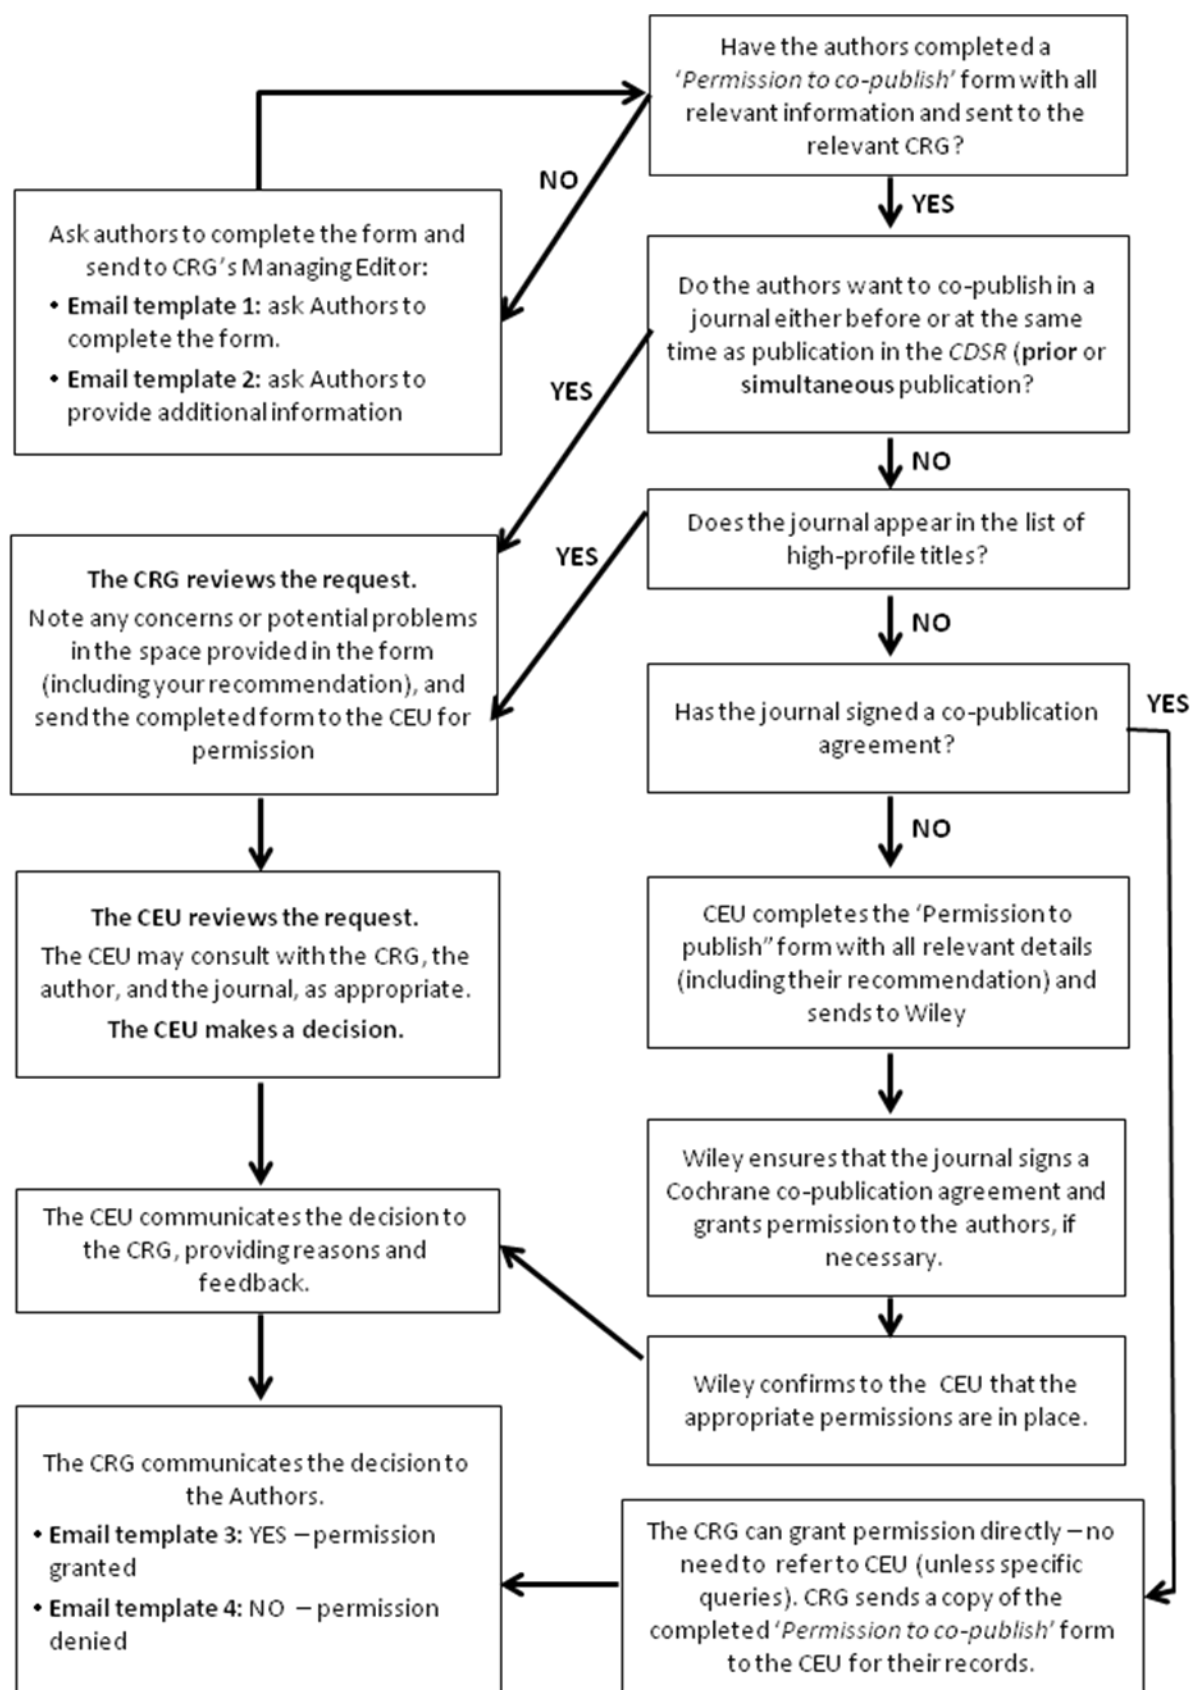 Have the authors completed a
‘Permission to co-publish’ form with all
relevant information and sent to the
relevant CRG?
NO
YES
Ask authors to complete the form and
send to CRG’s Managing Editor:
• Email template 1: ask Authors to
complete the form.
• Email template 2: ask Authors to
provide additional information
Do the authors want to co-publish in a
journal either before or at the same
time as publication in the CDSR (prior or
simultaneous publication?
YES
NO
Does the journal appear in the list of
high-profile titles?
YES
NO
The CRG reviews the request.
Note any concerns or potential problems
in the space provided in the form
(including your recommendation), and
send the completed form to the CEU for
permission
Has the journal signed a co-publication
agreement?
YES
NO
The CEU reviews the request.
The CEU may consult with the CRG, the
author, and the journal, as appropriate.
The CEU makes a decision.
CEU completes the ‘Permission to
publish” form with all relevant details
(including their recommendation) and
sends to Wiley
Wiley ensures that the journal signs a
Cochrane co-publication agreement and
grants permission to the authors, if
necessary.
The CEU communicates the decision to
the CRG, providing reasons and
feedback.
Wiley confirms to the CEU that the
appropriate permissions are in place.
The CRG communicates the decision to
the Authors.
• Email template 3: YES – permission
granted
• Email template 4: NO – permission
denied
The CRG can grant permission directly – no
need to refer to CEU (unless specific
queries). CRG sends a copy of the
completed ‘Permission to co-publish’ form
to the CEU for their records.